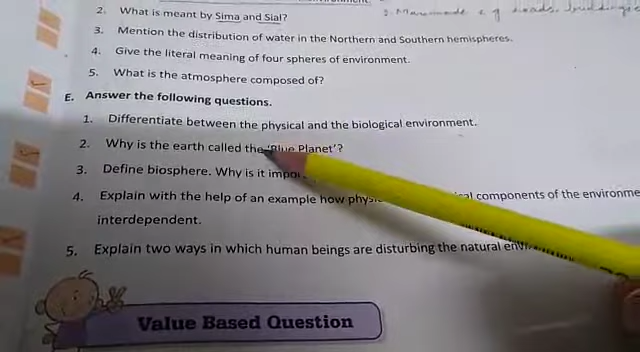 2. What is meant by Sima and Sial?
3. Mention the distribution of water in the Northern and Southern hemispheres.
4. Give the literal meaning of four spheres of environment.
5. What is the atmosphere composed of?
E. Answer the following questions.
1. Differentiate between the physical and the biological environment.
2. Why is the earth called the 'Blue Planet'?
3. Define biosphere. Why is it
4. Explain with the help of an example how components of the
interdependent.
5. Explain two ways in which human beings are disturbing the natural
Value Based Question